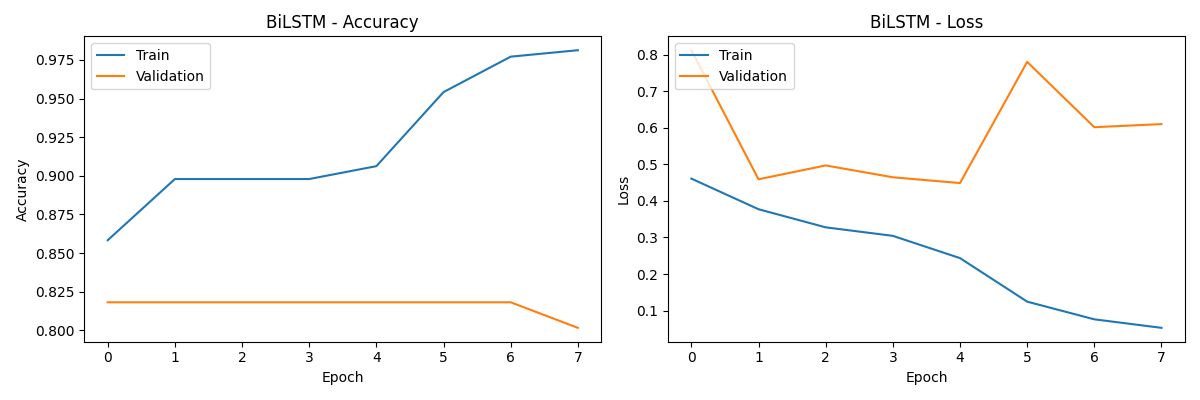 BiLSTM - Accuracy
Train
Validation
0.975
0.950
0.925
0.900
0.875
0.850
0.825
0.800
Accuracy
0 1 2 3 4 5 6 7
Epoch
BiLSTM - Loss
Train
Validation
0.8
0.7
0.6
0.5
0.4
0.3
0.2
0.1
Loss
0 1 2 3 4 5 6 7
Epoch